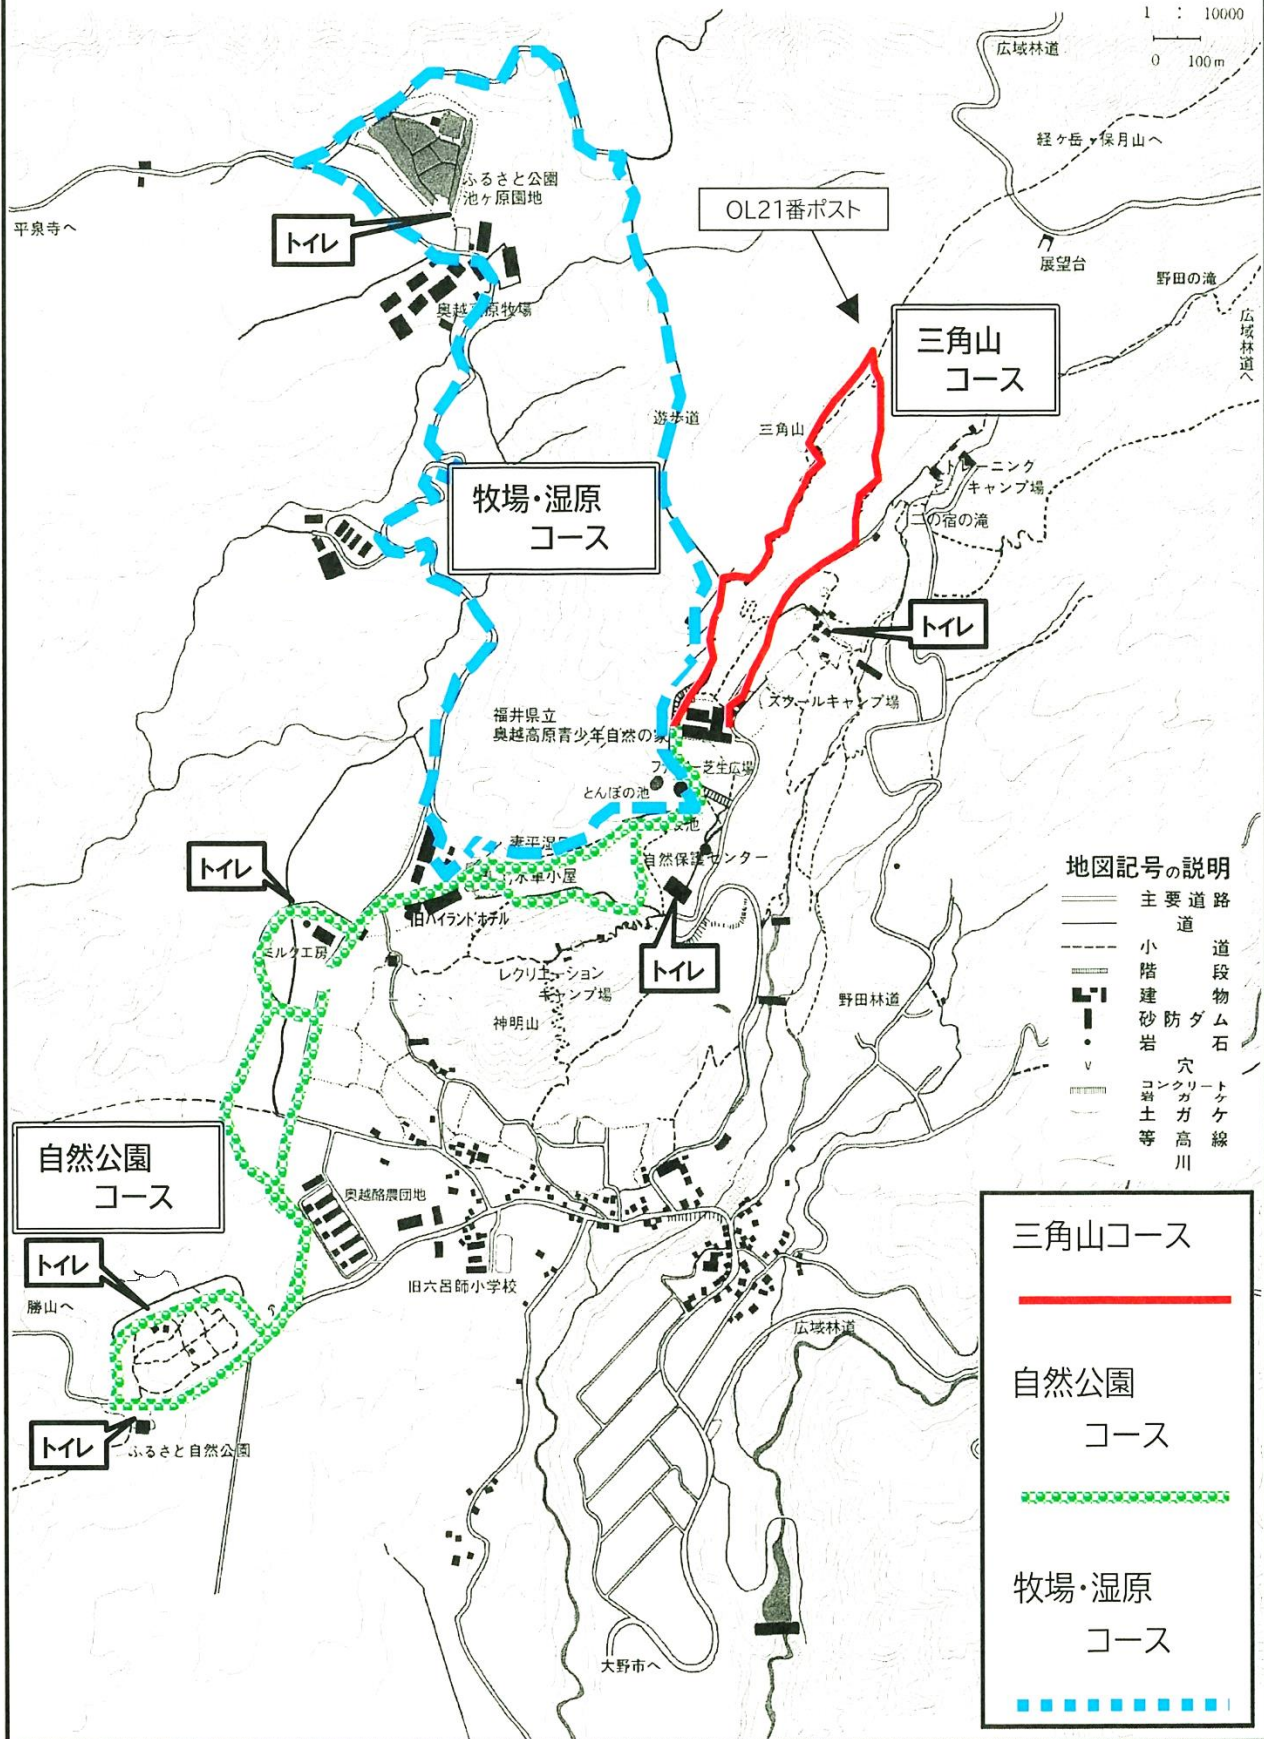 1 : 10000
0 100m
広域林道
経ヶ岳・保月山へ
ふるさと公園
池ヶ原園地
平泉寺へ
トイレ
OL21番ポスト
展望台
野田の滝
広域林道へ
奥越高原牧場
三角山
コース
遊歩道
三角山
トレーニング
キャンプ場
二の宿の滝
牧場・湿原
コース
トイレ
スクールキャンプ場
福井県立
奥越高原青少年自然の家
芝生広場
とんぼの池
自然保護センター
水車小屋
トイレ
旧ハイランドホテル
ミルク工房
トイレ
レクリエーション
キャンプ場
神明山
野田林道
地図記号の説明
主要道路
道
小道
階段
建物
砂防ダム
岩石
穴
コンクリート
岩ガケ
土ガケ
等高線
川
自然公園
コース
奥越酪農団地
旧六呂師小学校
トイレ
勝山へ
トイレ
ふるさと自然公園
広域林道
大野市へ
三角山コース
自然公園
コース
牧場・湿原
コース